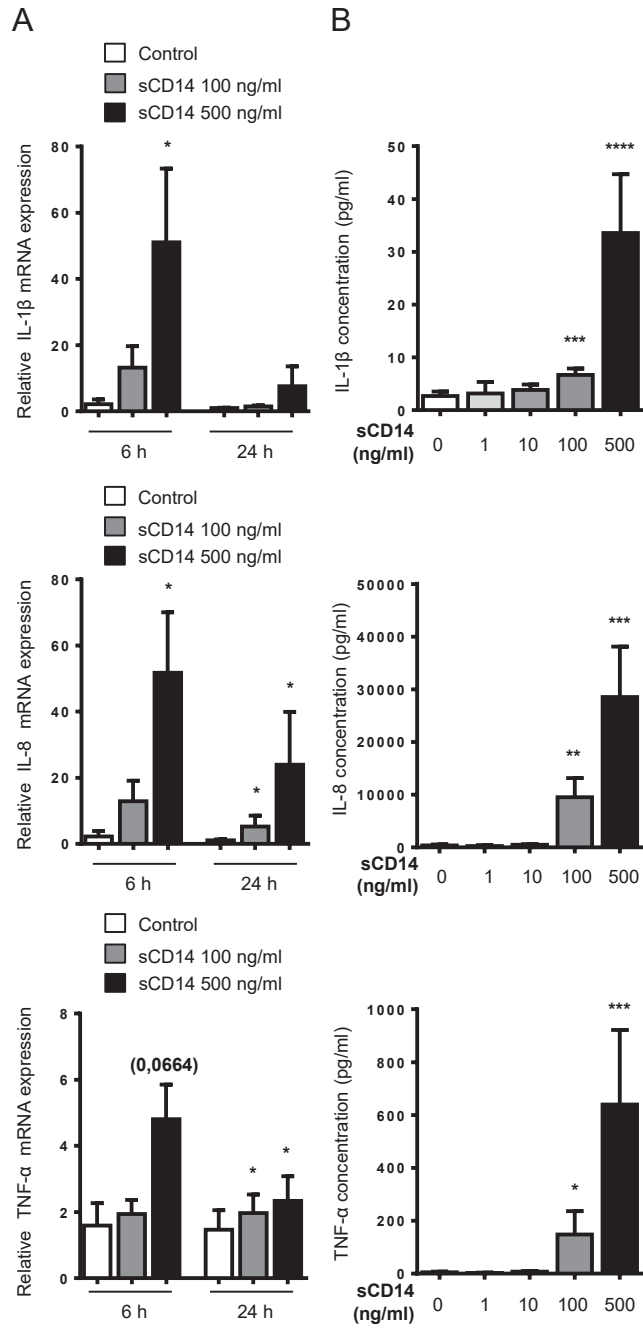 A
Control
sCD14 100 ng/ml
sCD14 500 ng/ml
Relative IL-1β mRNA expression
80
60
40
20
0
*
6 h
24 h
B
IL-1β concentration (pg/ml)
50
40
30
20
10
0
***
****
sCD14
(ng/ml)
0 1 10 100 500
Control
sCD14 100 ng/ml
sCD14 500 ng/ml
Relative IL-8 mRNA expression
80
60
40
20
0
*
*
*
6 h
24 h
IL-8 concentration (pg/ml)
50000
40000
30000
20000
10000
0
**
***
sCD14
(ng/ml)
0 1 10 100 500
Control
sCD14 100 ng/ml
sCD14 500 ng/ml
Relative TNF-α mRNA expression
8
6
4
2
0
(0,0664)
*
*
6 h
24 h
TNF-α concentration (pg/ml)
1000
800
600
400
200
0
*
***
sCD14
(ng/ml)
0 1 10 100 500